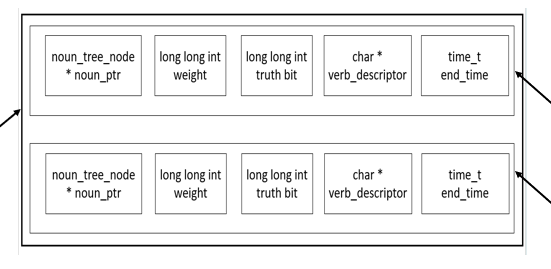 noun_tree_node
* noun_ptr
long long int
weight
long long int
truth bit
char *
verb_descriptor
time_t
end_time
noun_tree_node
* noun_ptr
long long int
weight
long long int
truth bit
char *
verb_descriptor
time_t
end_time